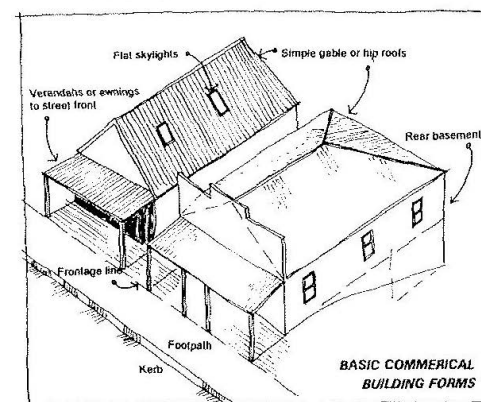 Flat skylights
Simple gable or hip roofs
Verandahs or ewnings
to street front
Rear basement
Frontage line
Footpath
Kerb
BASIC COMMERICAL
BUILDING FORMS